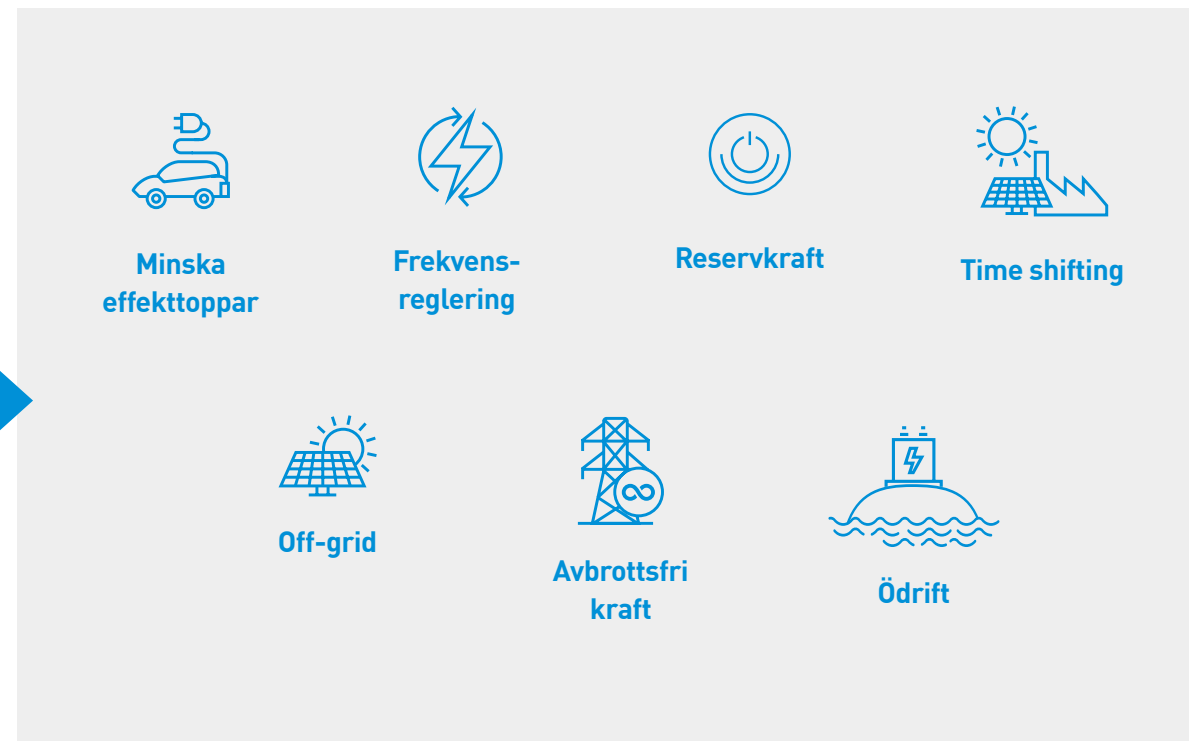 Minska
effekttoppar
Frekvens-
reglering
Reservkraft
Time shifting
Off-grid
Avbrottsfri
kraft
Ödrift